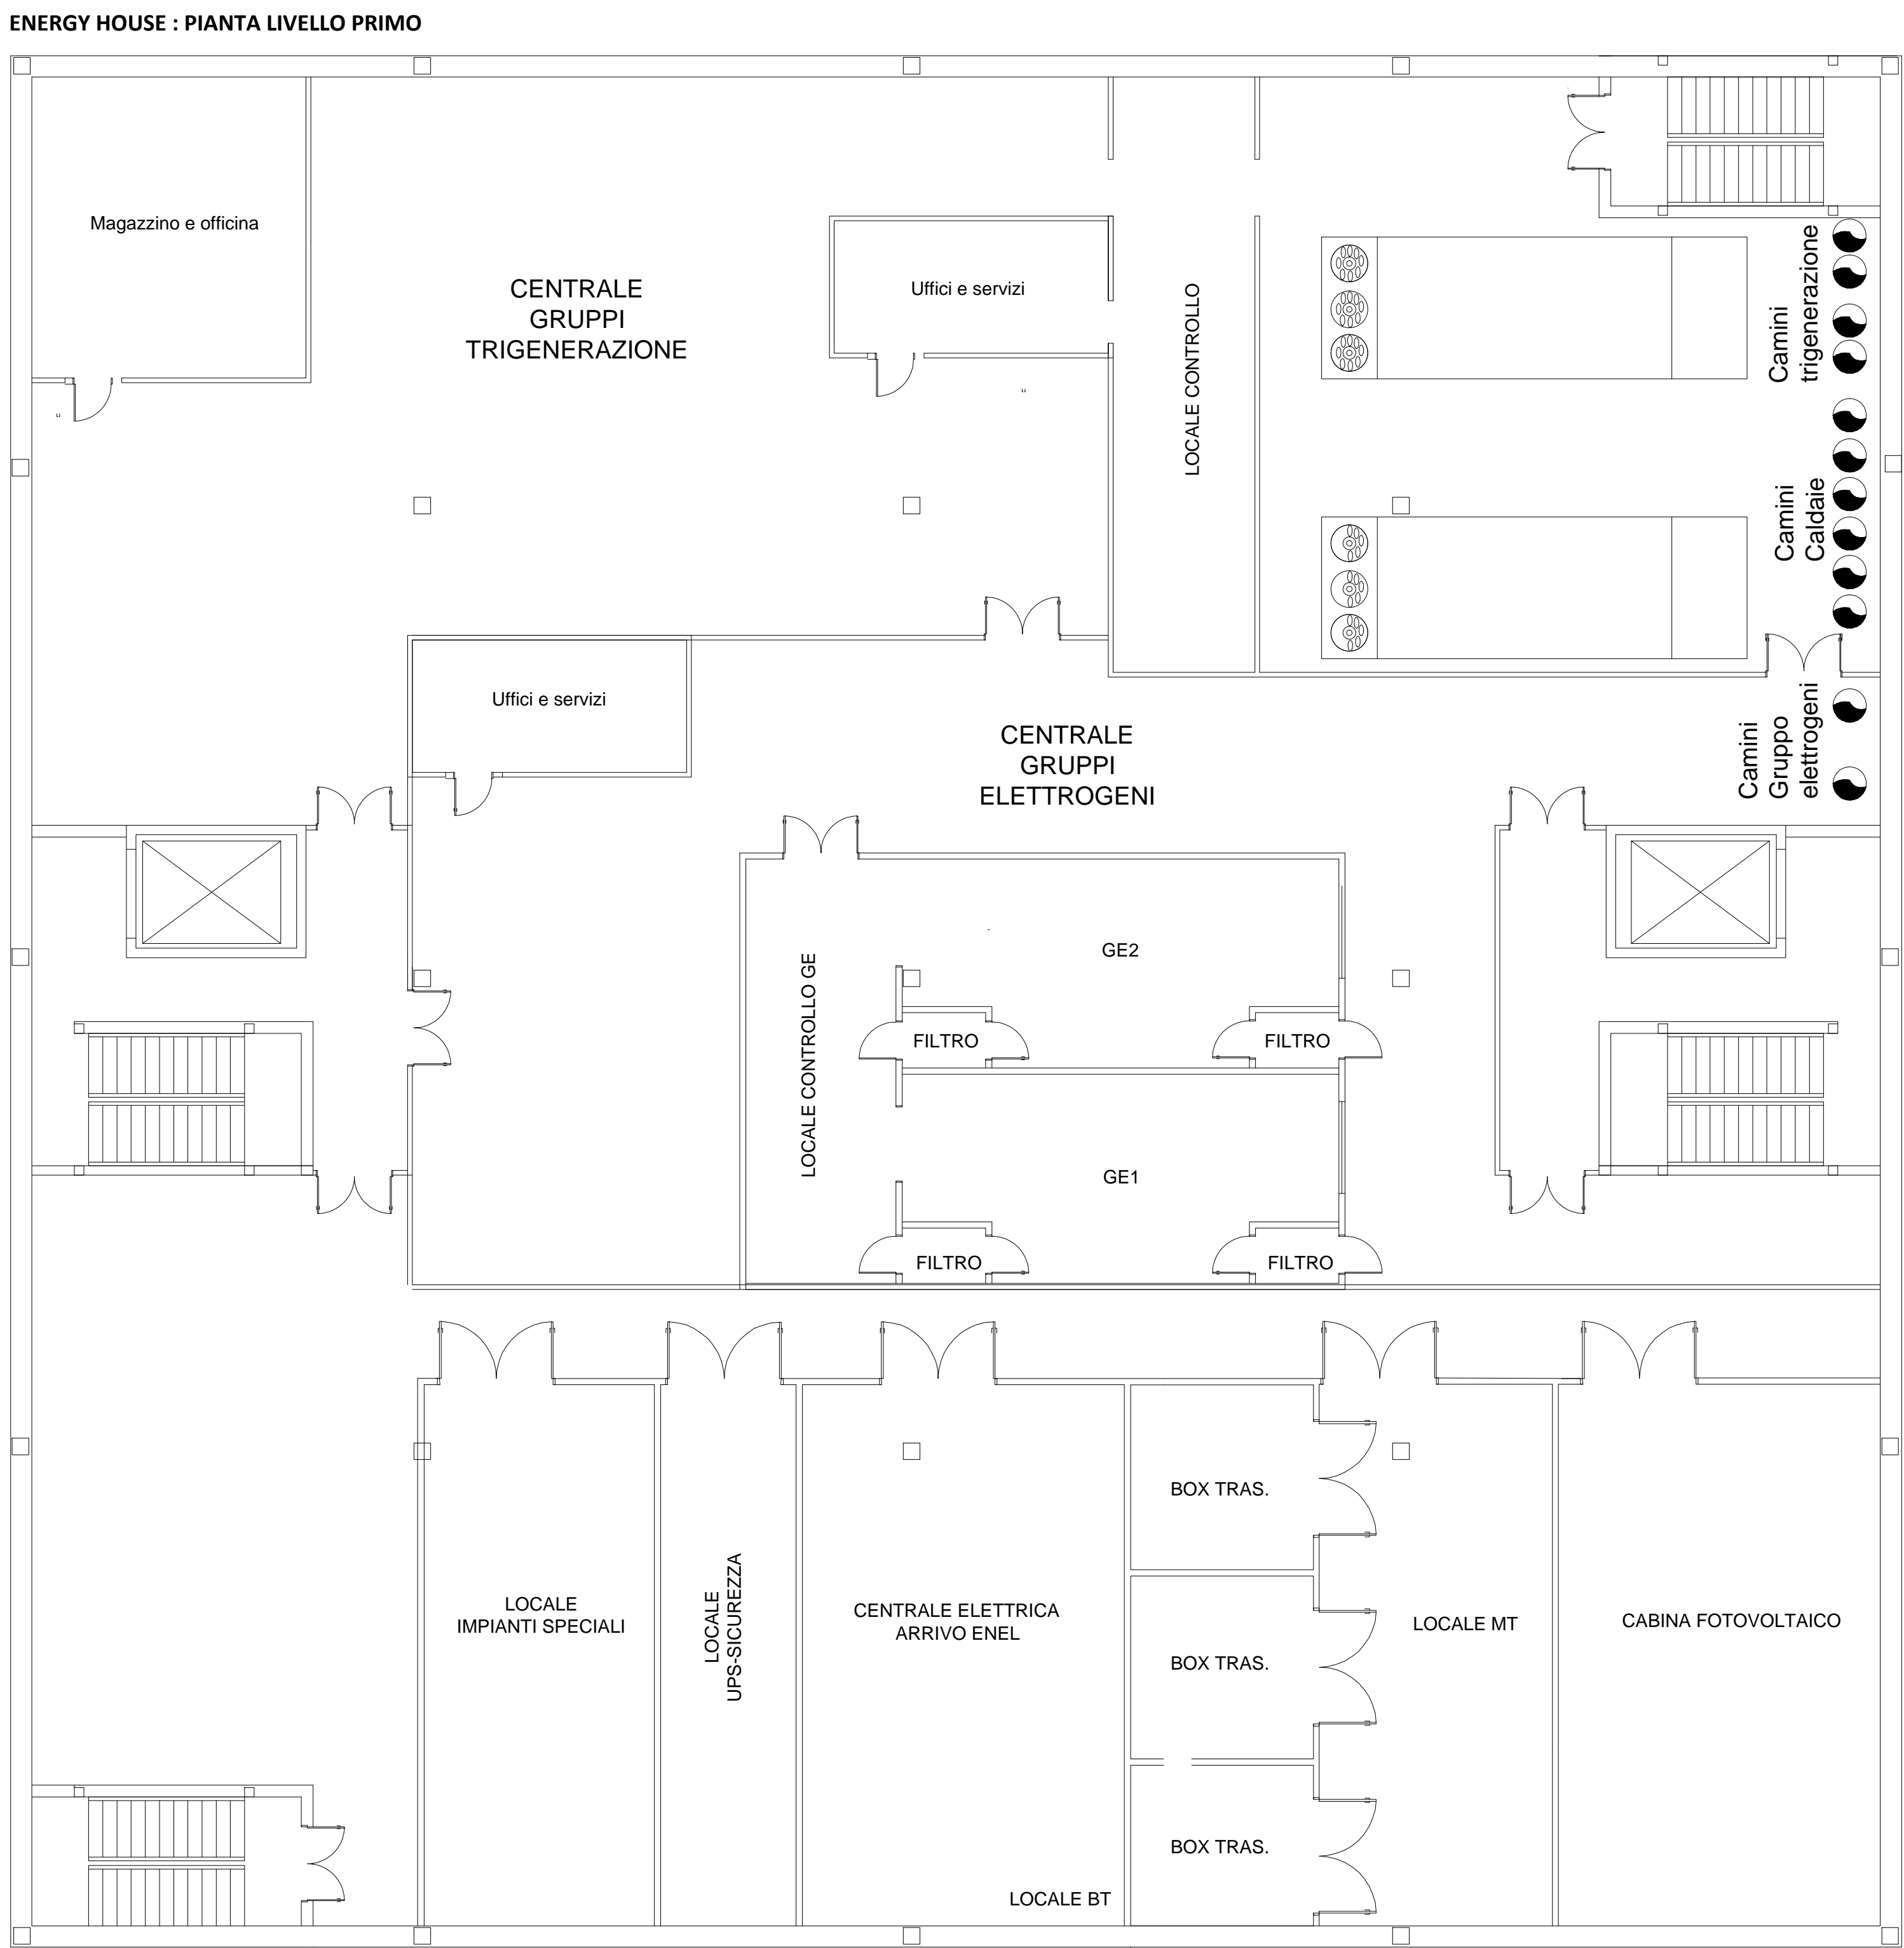 ENERGY HOUSE : PIANTA LIVELLO PRIMO
Magazzino e officina
CENTRALE
GRUPPI
TRIGENERAZIONE
Uffici e servizi
LOCALE CONTROLLO
Camini
trigenerazione
Camini
Caldaie
Uffici e servizi
CENTRALE
GRUPPI
ELETTROGENI
Camini
Gruppo
elettrogeni
LOCALE CONTROLLO GE
GE2
FILTRO
FILTRO
GE1
FILTRO
FILTRO
LOCALE
IMPIANTI SPECIALI
LOCALE
UPS-SICUREZZA
CENTRALE ELETTRICA
ARRIVO ENEL
BOX TRAS.
BOX TRAS.
BOX TRAS.
LOCALE MT
CABINA FOTOVOLTAICO
LOCALE BT